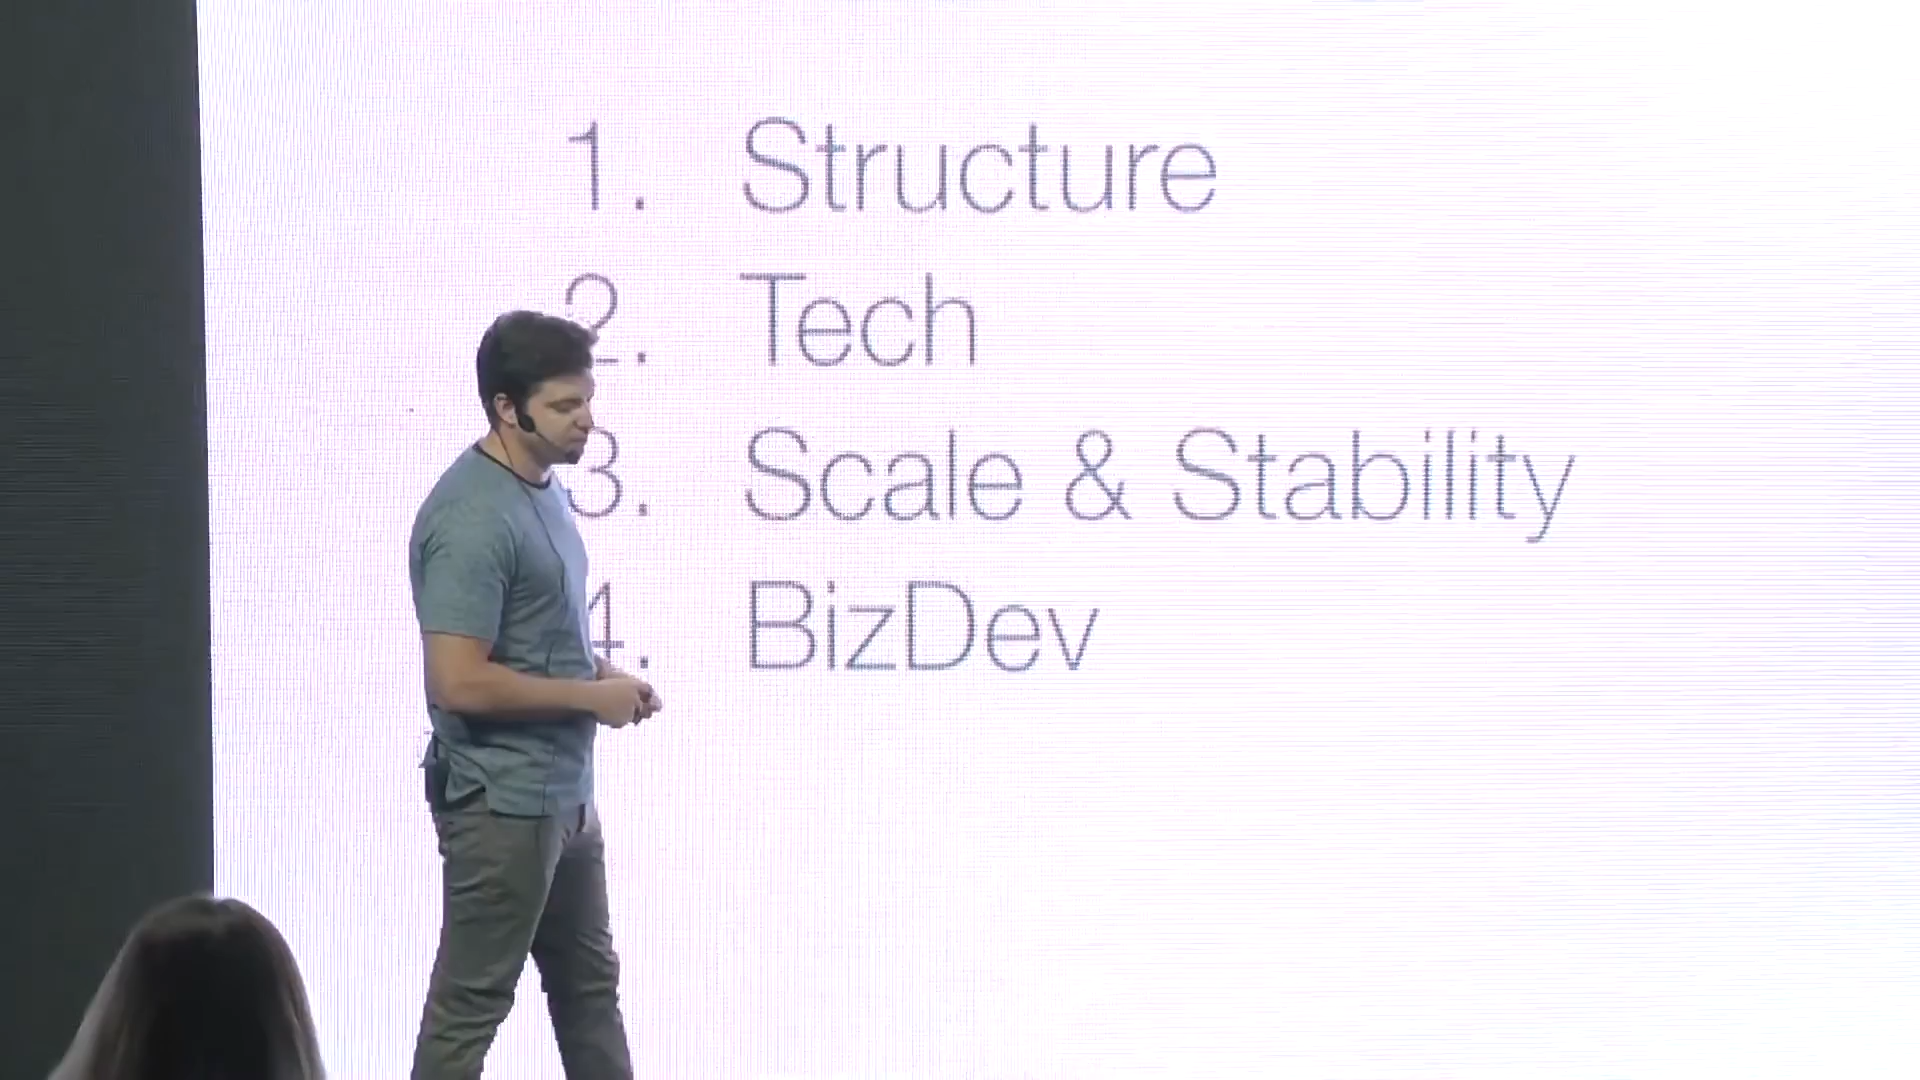 1. Structure
2. Tech
3. Scale & Stability
4. BizDev